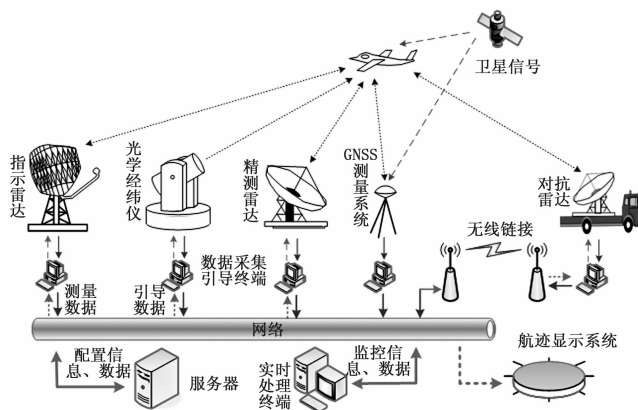 卫星信号
指示雷达
光学经纬仪
精测雷达
GNSS
测量
系统
对抗
雷达
无线链接
数据采集
引导终端
测量
数据
引导
数据
网络
配置信
息、数据
服务器
实时
处理
终端
监控信
息、数据
航迹显示系统